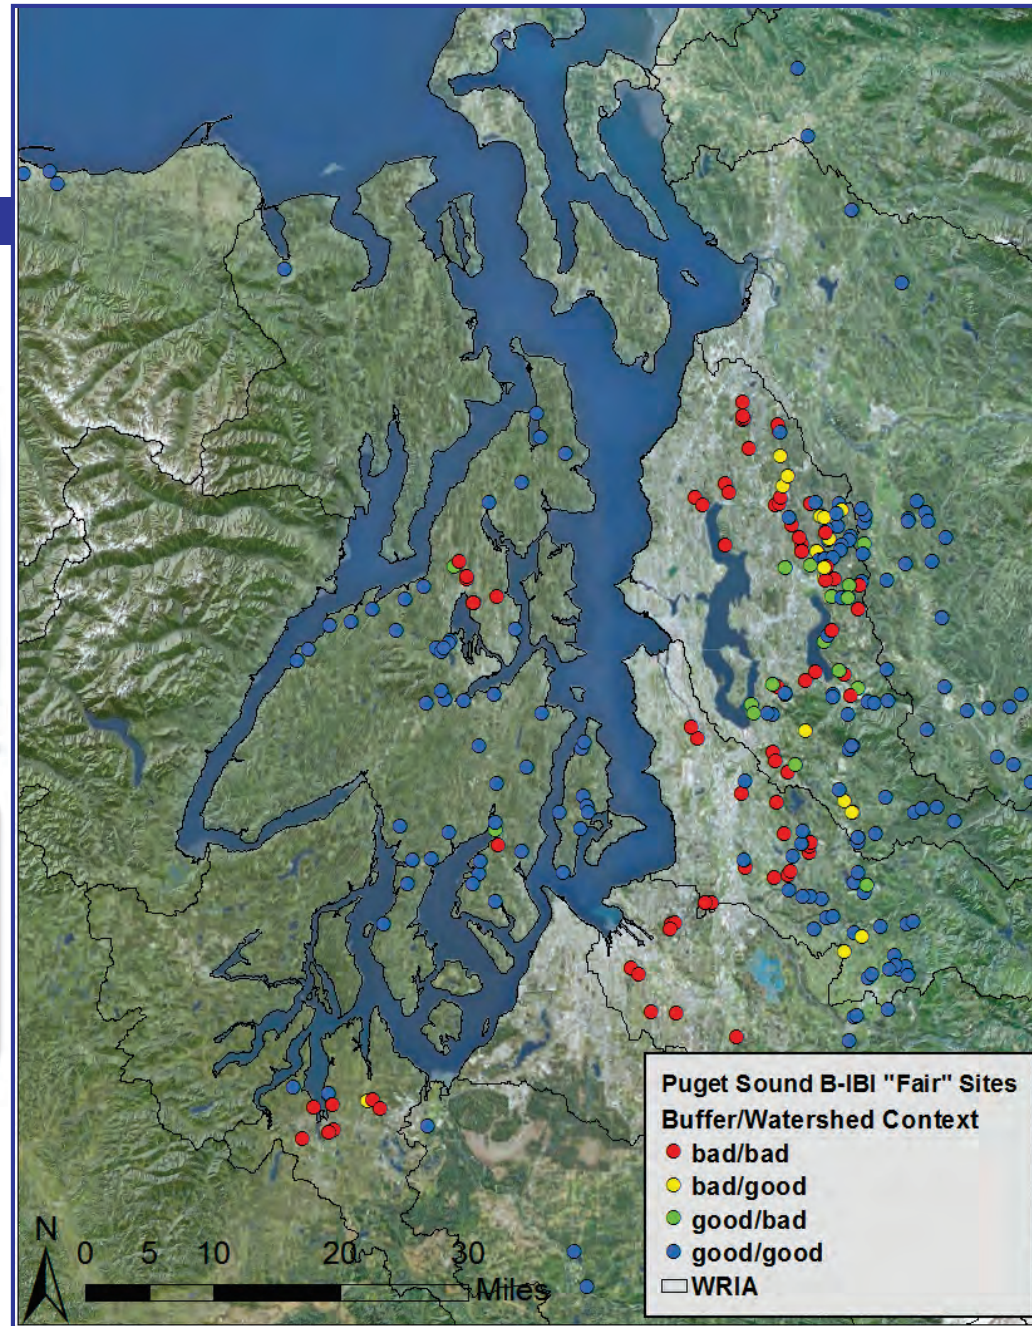 Puget Sound B-IBI "Fair" Sites
Buffer/Watershed Context
bad/bad
bad/good
good/bad
good/good
WRIA
N
0 5 10 20 30
Miles